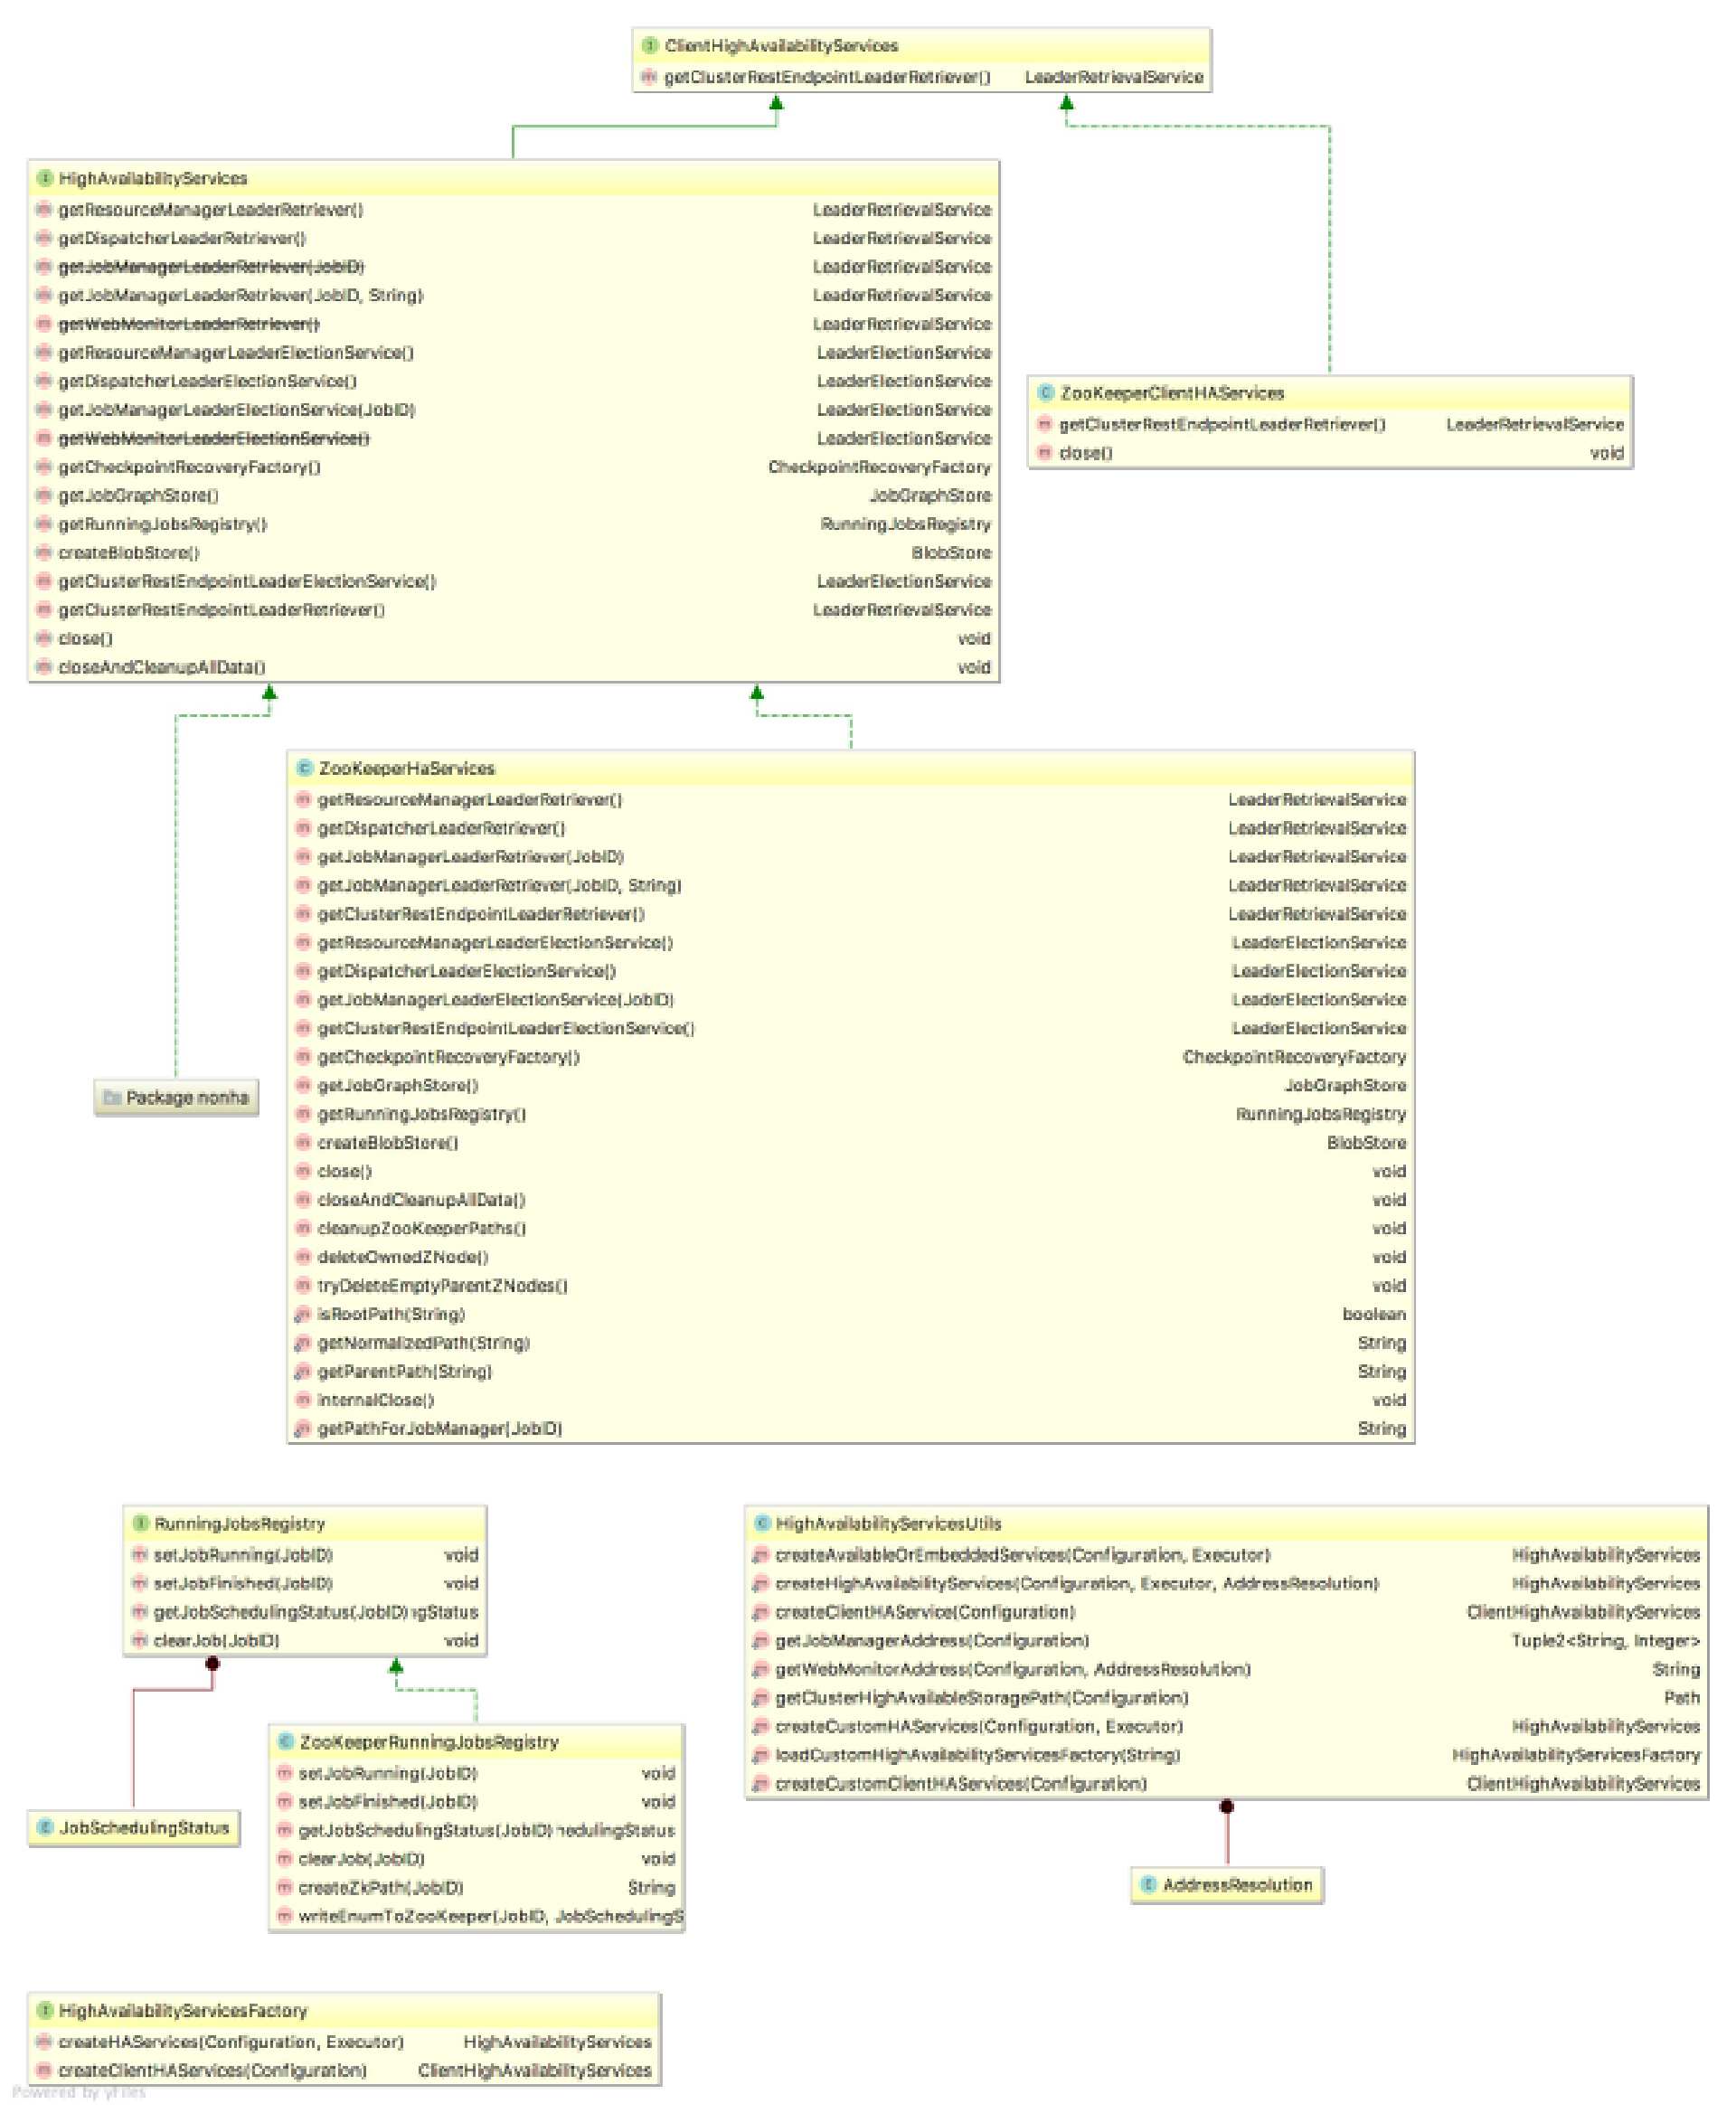 ClientHighAvailabilityServices
getClusterRestEndpointLeaderRetriever() LeaderRetrievalService
HighAvailabilityServices
getResourceManagerLeaderRetriever() LeaderRetrievalService
getDispatcherLeaderRetriever() LeaderRetrievalService
getJobManagerLeaderRetriever(JobID) LeaderRetrievalService
getJobManagerLeaderRetriever(JobID, String) LeaderRetrievalService
getWebMonitorLeaderRetriever() LeaderRetrievalService
getResourceManagerLeaderElectionService() LeaderElectionService
getDispatcherLeaderElectionService() LeaderElectionService
getJobManagerLeaderElectionService(JobID) LeaderElectionService
getWebMonitorLeaderElectionService() LeaderElectionService
getCheckpointRecoveryFactory() CheckpointRecoveryFactory
getJobGraphStore() JobGraphStore
getRunningJobsRegistry() RunningJobsRegistry
createBlobStore() BlobStore
getClusterRestEndpointLeaderElectionService() LeaderElectionService
getClusterRestEndpointLeaderRetriever() LeaderRetrievalService
close() void
closeAndCleanupAllData() void
ZooKeeperClientHAServices
getClusterRestEndpointLeaderRetriever() LeaderRetrievalService
close() void
ZooKeeperHaServices
getResourceManagerLeaderRetriever() LeaderRetrievalService
getDispatcherLeaderRetriever() LeaderRetrievalService
getJobManagerLeaderRetriever(JobID) LeaderRetrievalService
getJobManagerLeaderRetriever(JobID, String) LeaderRetrievalService
getClusterRestEndpointLeaderRetriever() LeaderRetrievalService
getResourceManagerLeaderElectionService() LeaderElectionService
getDispatcherLeaderElectionService() LeaderElectionService
getJobManagerLeaderElectionService(JobID) LeaderElectionService
getClusterRestEndpointLeaderElectionService() LeaderElectionService
getCheckpointRecoveryFactory() CheckpointRecoveryFactory
getJobGraphStore() JobGraphStore
getRunningJobsRegistry() RunningJobsRegistry
createBlobStore() BlobStore
close() void
closeAndCleanupAllData() void
cleanupZooKeeperPaths() void
deleteOwnedZNode() void
tryDeleteEmptyParentZNodes() void
isRootPath(String) boolean
getNormalizedPath(String) String
getParentPath(String) String
internalClose() void
getPathForJobManager(JobID) String
Package nonha
RunningJobsRegistry
setJobRunning(JobID) void
setJobFinished(JobID) void
getJobSchedulingStatus(JobID) gStatus
clearJob(JobID) void
ZooKeeperRunningJobsRegistry
setJobRunning(JobID) void
setJobFinished(JobID) void
getJobSchedulingStatus(JobID) hedulingStatus
clearJob(JobID) void
createZkPath(JobID) String
writeEnumToZooKeeper(JobID, JobSchedulingS
JobSchedulingStatus
HighAvailabilityServicesUtils
createAvailableOrEmbeddedServices(Configuration, Executor) HighAvailabilityServices
createHighAvailabilityServices(Configuration, Executor, AddressResolution) HighAvailabilityServices
createClientHAService(Configuration) ClientHighAvailabilityServices
getJobManagerAddress(Configuration) Tuple2<String, Integer>
getWebMonitorAddress(Configuration, AddressResolution) String
getClusterHighAvailableStoragePath(Configuration) Path
createCustomHAServices(Configuration, Executor) HighAvailabilityServices
loadCustomHighAvailabilityServicesFactory(String) HighAvailabilityServicesFactory
createCustomClientHAServices(Configuration) ClientHighAvailabilityServices
AddressResolution
HighAvailabilityServicesFactory
createHAServices(Configuration, Executor) HighAvailabilityServices
createClientHAServices(Configuration) ClientHighAvailabilityServices
Powered by yFiles